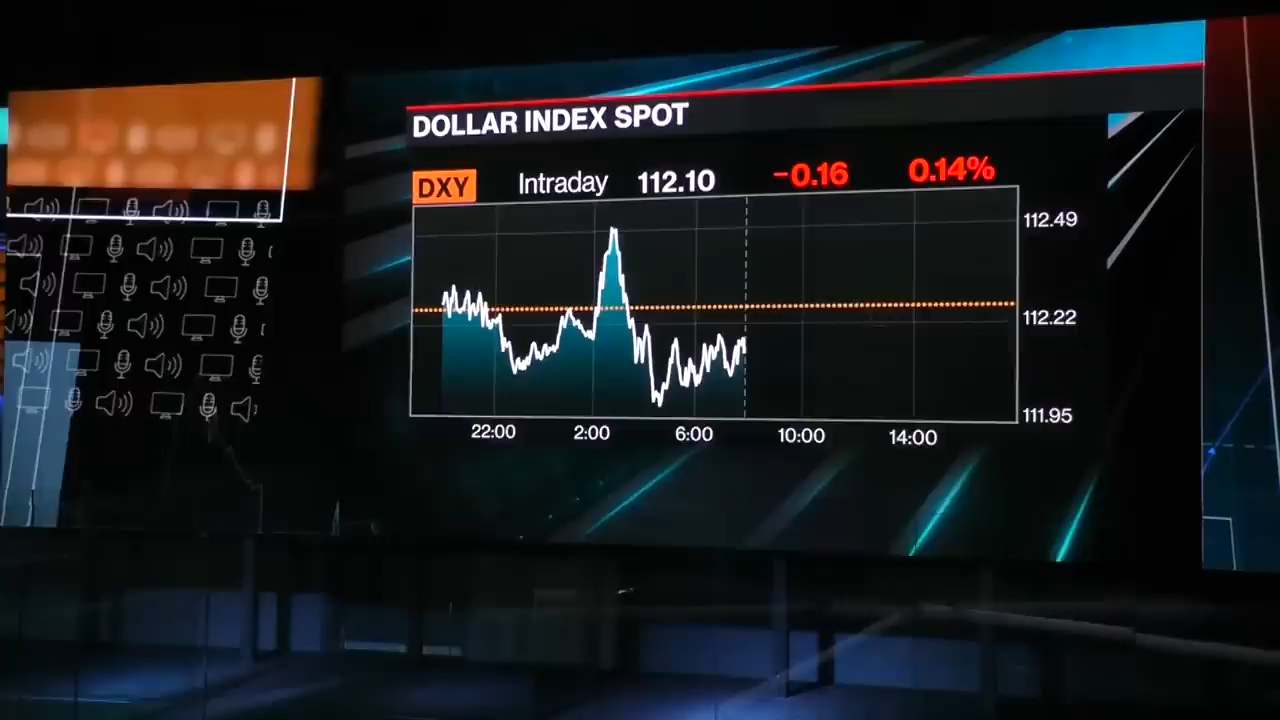 DOLLAR INDEX SPOT
DXY Intraday 112.10 -0.16 0.14%
112.49
112.22
111.95
22:00 2:00 6:00 10:00 14:00